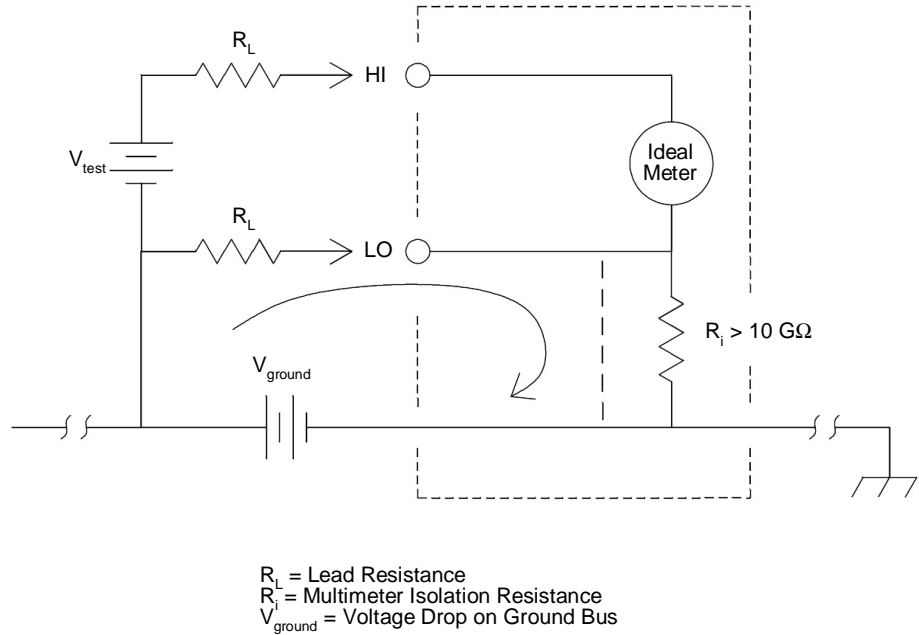 R_L
HI
Ideal
Meter
V_test
R_L
LO
R_i > 10 GΩ
V_ground
R_L = Lead Resistance
R_i = Multimeter Isolation Resistance
V_ground = Voltage Drop on Ground Bus